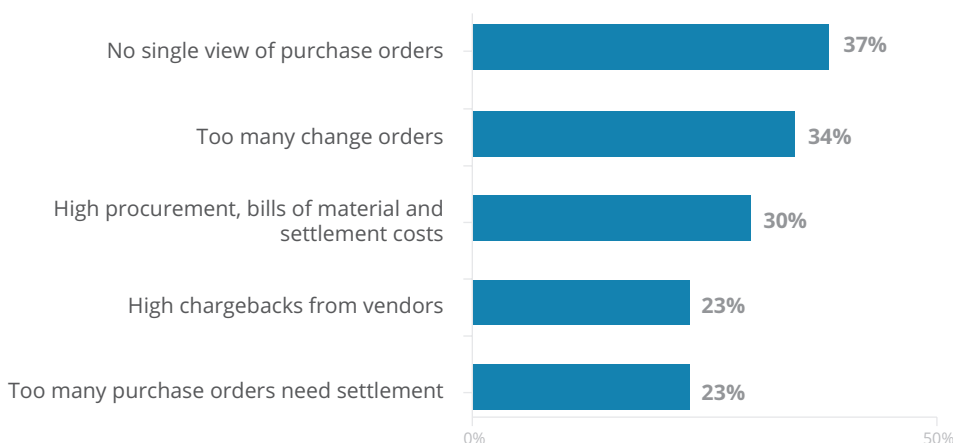 No single view of purchase orders
37%
Too many change orders
34%
High procurement, bills of material and
settlement costs
30%
High chargebacks from vendors
23%
Too many purchase orders need settlement
23%
0%
50%